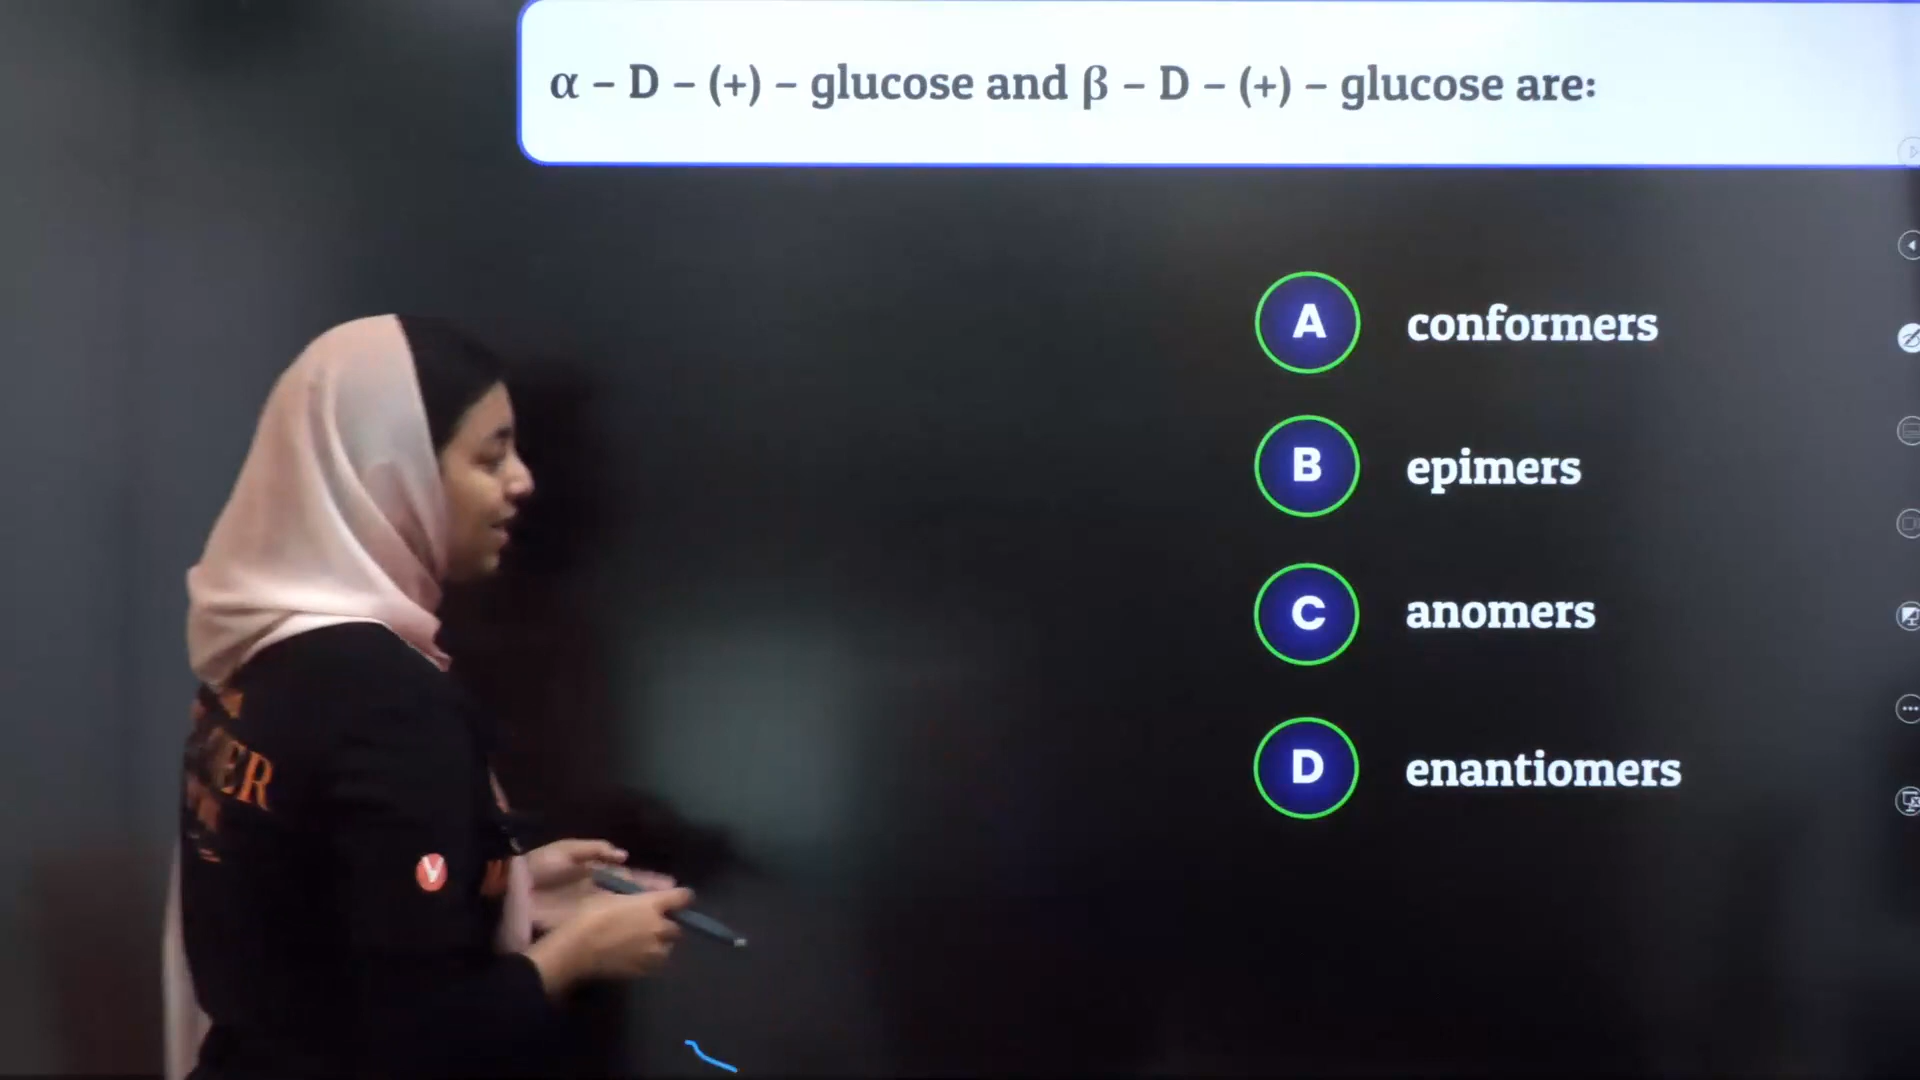 α – D – (+) – glucose and β – D – (+) – glucose are:
A conformers
B epimers
C anomers
D enantiomers
V